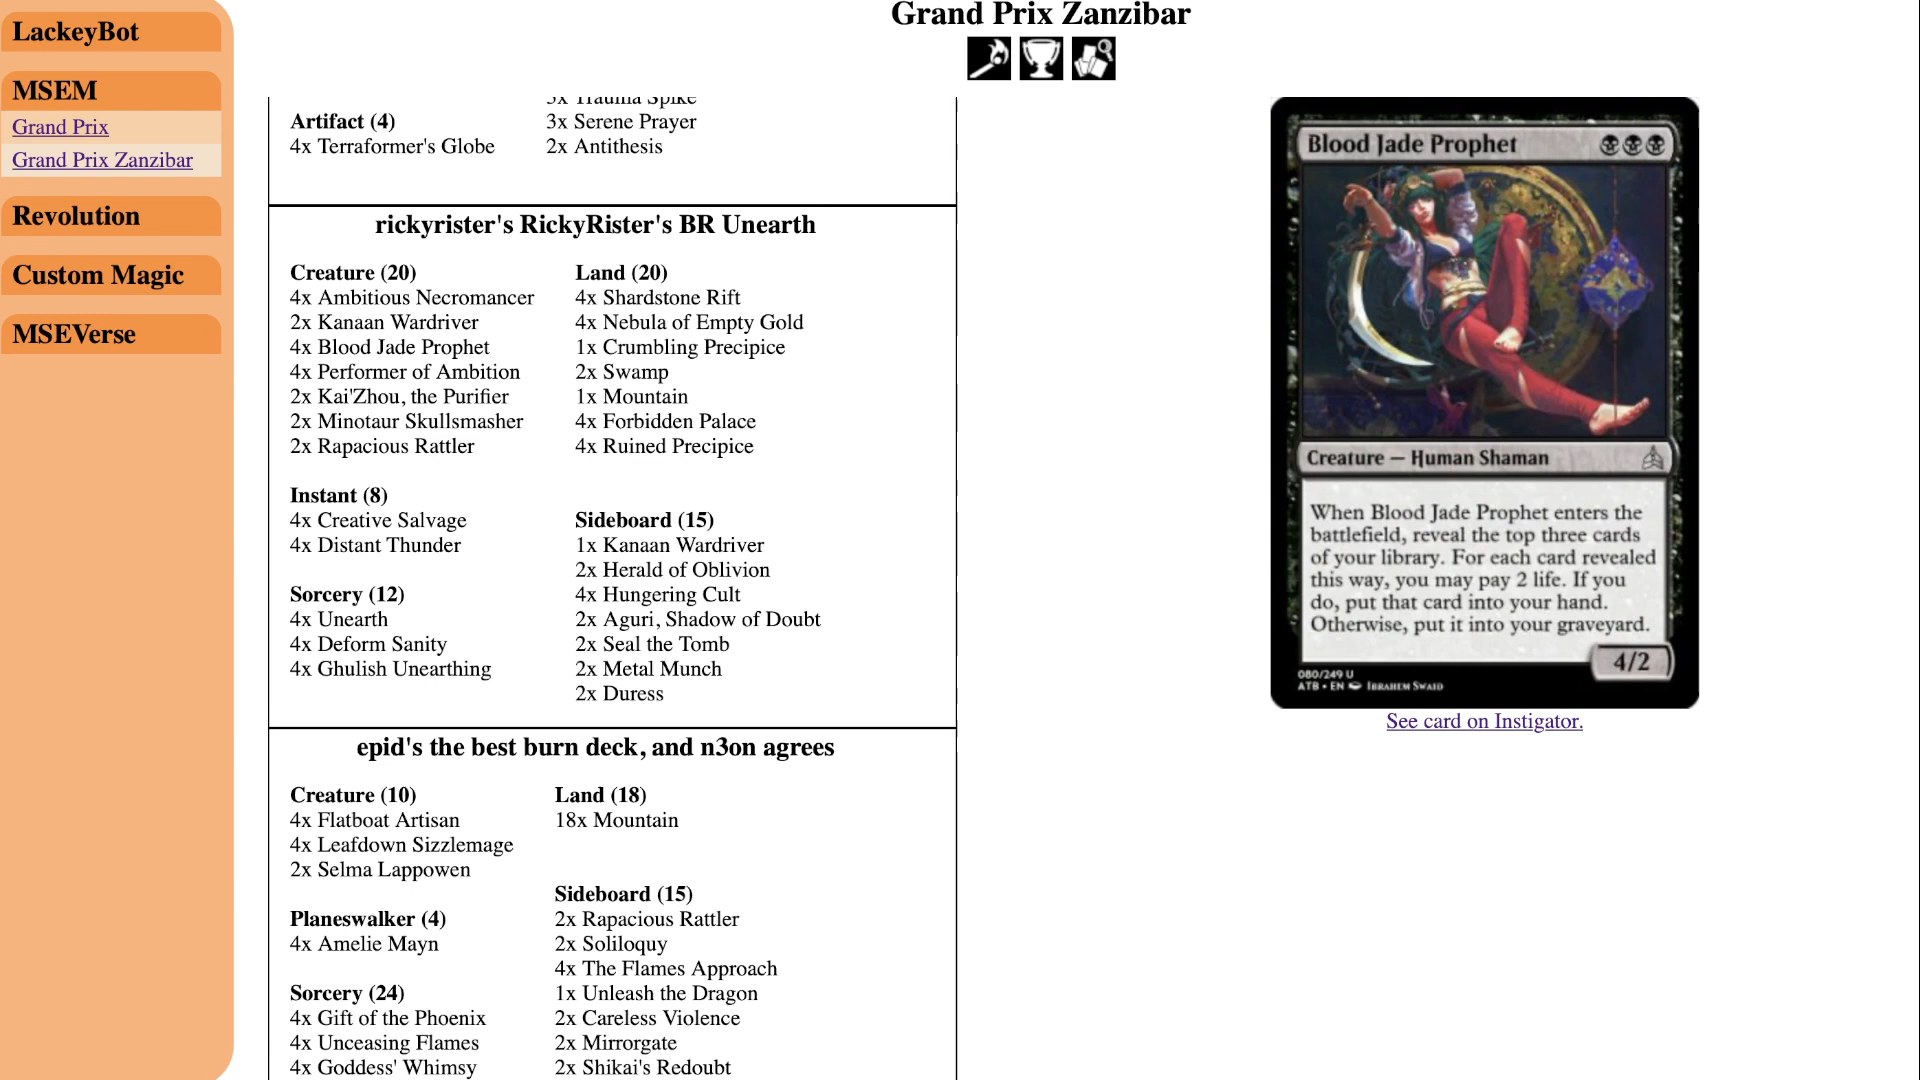 LackeyBot
MSEM
Grand Prix
Grand Prix Zanzibar
Revolution
Custom Magic
MSEVerse
Grand Prix Zanzibar
Artifact (4)
4x Terraformer's Globe
3x Trauma Spike
3x Serene Prayer
2x Antithesis
rickyrister's RickyRister's BR Unearth
Creature (20)
4x Ambitious Necromancer
2x Kanaan Wardriver
4x Blood Jade Prophet
4x Performer of Ambition
2x Kai'Zhou, the Purifier
2x Minotaur Skullsmasher
2x Rapacious Rattler
Instant (8)
4x Creative Salvage
4x Distant Thunder
Sorcery (12)
4x Unearth
4x Deform Sanity
4x Ghulish Unearthing
Land (20)
4x Shardstone Rift
4x Nebula of Empty Gold
1x Crumbling Precipice
2x Swamp
1x Mountain
4x Forbidden Palace
4x Ruined Precipice
Sideboard (15)
1x Kanaan Wardriver
2x Herald of Oblivion
4x Hungering Cult
2x Aguri, Shadow of Doubt
2x Seal the Tomb
2x Metal Munch
2x Duress
epid's the best burn deck, and n3on agrees
Creature (10)
4x Flatboat Artisan
4x Leafdown Sizzlemage
2x Selma Lappowen
Planeswalker (4)
4x Amelie Mayn
Sorcery (24)
4x Gift of the Phoenix
4x Unceasing Flames
4x Goddess' Whimsy
Land (18)
18x Mountain
Sideboard (15)
2x Rapacious Rattler
2x Soliloquy
4x The Flames Approach
1x Unleash the Dragon
2x Careless Violence
2x Mirrorgate
2x Shikai's Redoubt
Blood Jade Prophet
Creature — Human Shaman
When Blood Jade Prophet enters the
battlefield, reveal the top three cards
of your library. For each card revealed
this way, you may pay 2 life. If you
do, put that card into your hand.
Otherwise, put it into your graveyard.
4/2
080/249 U
ATB • EN Ibrahem Swaid
See card on Instigator.